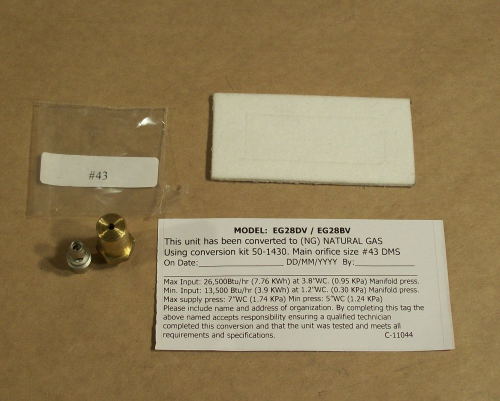 #43
MODEL: EG28DV / EG28BV
This unit has been converted to (NG) NATURAL GAS
Using conversion kit 50-1430. Main orifice size #43 DMS
On Date:____________________ DD/MM/YYYY By:______________
Max Input: 26,500Btu/hr (7.76 KWh) at 3.8"WC. (0.95 KPa) Manifold press.
Min. Input: 13,500 Btu/hr (3.9 KWh) at 1.2"WC. (0.30 KPa) Manifold press.
Max supply press: 7"WC (1.74 KPa) Min press: 5"WC (1.24 KPa)
Please include name and address of organization. By completing this tag the
above named accepts responsibility ensuring a qualified technician
completed this conversion and that the unit was tested and meets all
requirements and specifications. C-11044